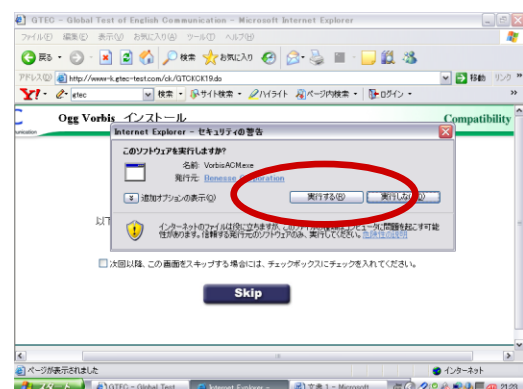 GTEC - Global Test of English Communication - Microsoft Internet Explorer
ファイル(F) 編集(E) 表示(V) お気に入り(A) ツール(T) ヘルプ(H)
戻る 検索 お気に入り
アドレス(D) http://www-k.gtec-test.com/ck/GTCKCK19.do 移動 リンク
Y! gtec 検索 サイト検索 ハイライト ページ内検索 ログイン
Ogg Vorbis インストール Compatibility
Internet Explorer - セキュリティの警告
このソフトウェアを実行しますか?
名前: VorbisACM.exe
発行元: Benesse Corporation
追加オプションの表示(O) 実行する(R) 実行しない(D)
インターネットのファイルは役に立ちますが、このファイルの種類はコンピュータに問題を起こす可能
性があります。信頼する発行元のソフトウェアのみ、実行してください。危険性の説明
以下
次回以降、この画面をスキップする場合には、チェックボックスにチェックを入れてください。
Skip
ページが表示されました インターネット
スタート GTEC - Global Test Internet Explorer - 文書 1 - Microsoft 21:20